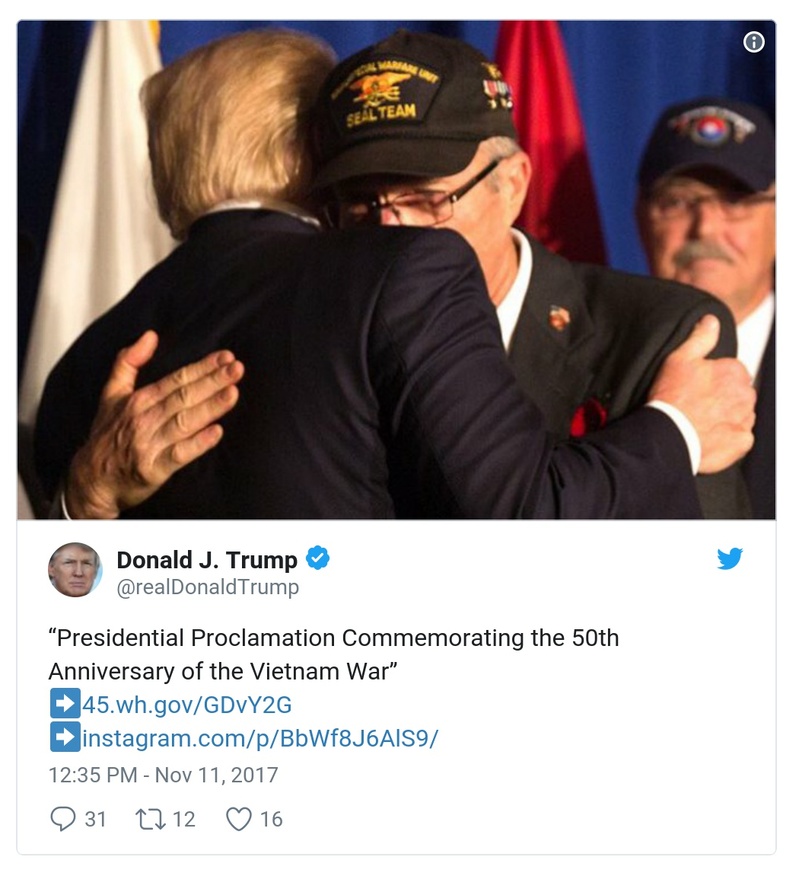 SEAL TEAM
Donald J. Trump
@realDonaldTrump
“Presidential Proclamation Commemorating the 50th
Anniversary of the Vietnam War”
➡45.wh.gov/GDvY2G
➡instagram.com/p/BbWf8J6AlS9/
12:35 PM - Nov 11, 2017
31 12 16